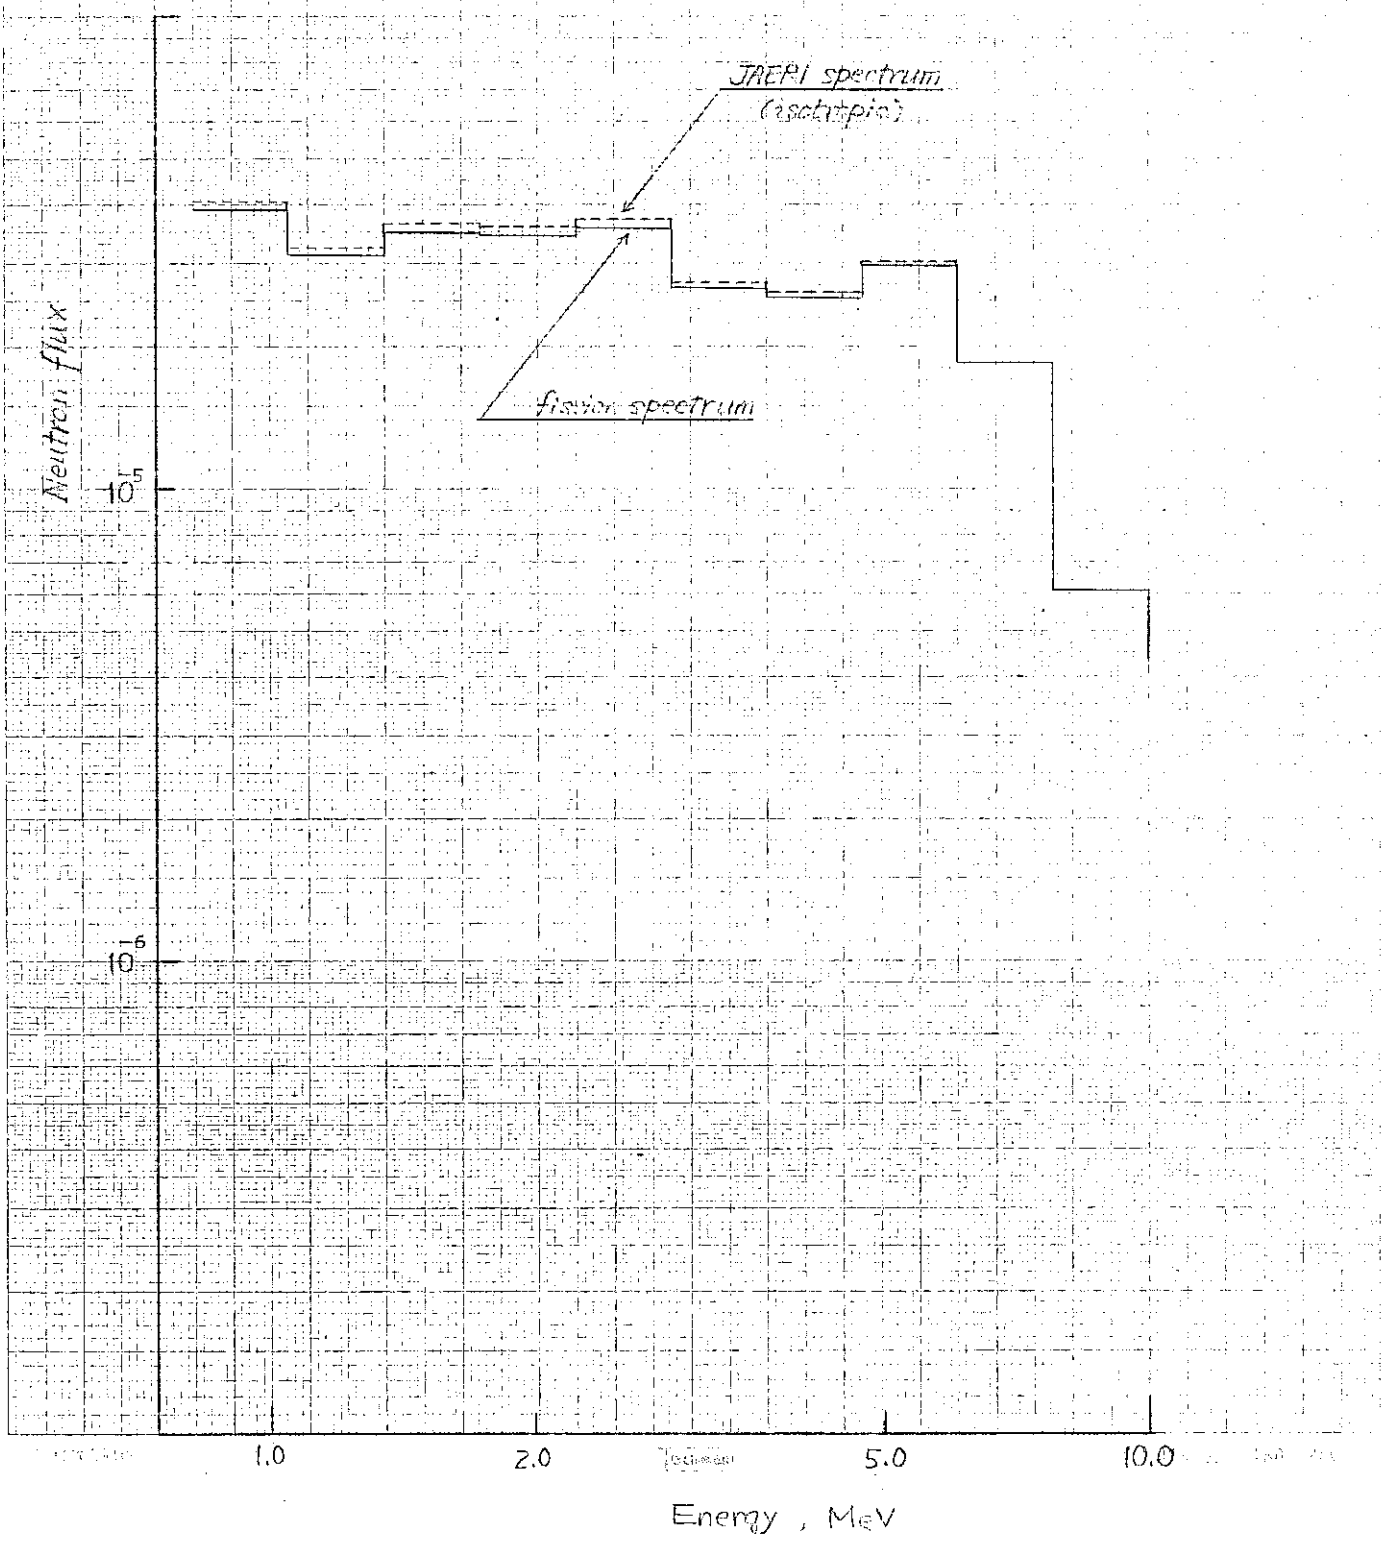 JAERI spectrum
(isotropic)
Neutron flux
fission spectrum
10⁻⁵
10⁻⁶
1.0 2.0 5.0 10.0
Energy , MeV